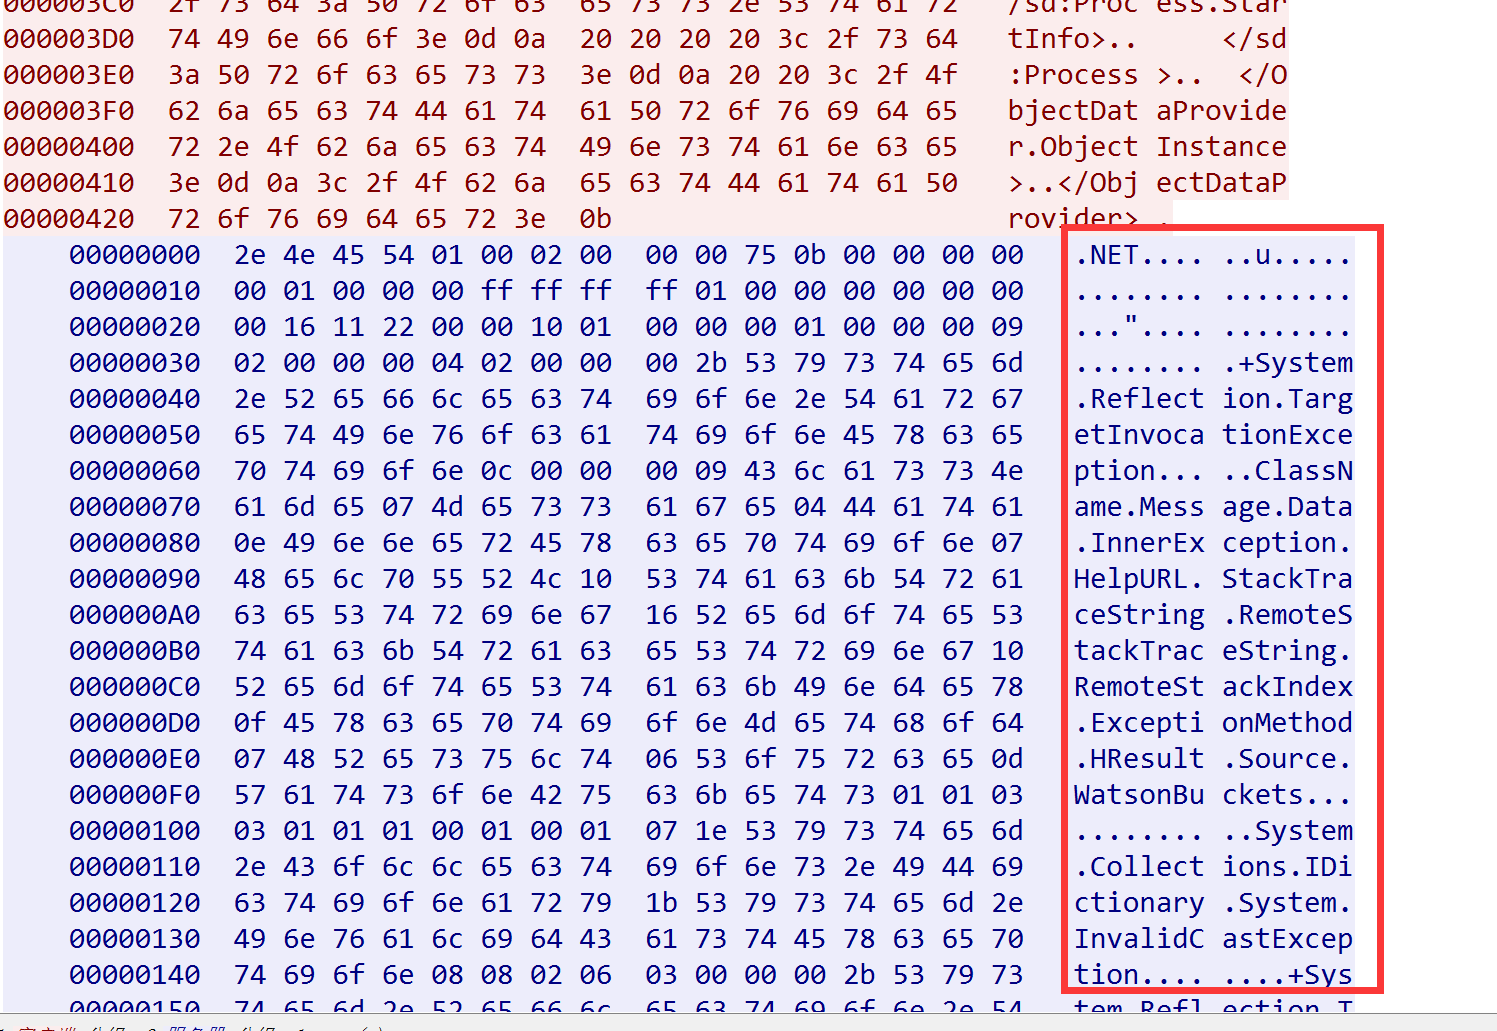 000003C0  2f 73 64 3a 50 72 6f 63  65 73 73 2e 53 74 61 72  /sd:Proc ess.Star
000003D0  74 49 6e 66 6f 3e 0d 0a  20 20 20 20 3c 2f 73 64  tInfo>..     </sd
000003E0  3a 50 72 6f 63 65 73 73  3e 0d 0a 20 20 3c 2f 4f  :Process >..  </O
000003F0  62 6a 65 63 74 44 61 74  61 50 72 6f 76 69 64 65  bjectDat aProvide
00000400  72 2e 4f 62 6a 65 63 74  49 6e 73 74 61 6e 63 65  r.Object Instance
00000410  3e 0d 0a 3c 2f 4f 62 6a  65 63 74 44 61 74 61 50  >..</Obj ectDataP
00000420  72 6f 76 69 64 65 72 3e  0b  rovider> .
00000000  2e 4e 45 54 01 00 02 00  00 00 75 0b 00 00 00 00  .NET.... ..u.....
00000010  00 01 00 00 00 ff ff ff  ff 01 00 00 00 00 00 00  ........ ........
00000020  00 16 11 22 00 00 10 01  00 00 00 01 00 00 00 09  ...".... ........
00000030  02 00 00 00 04 02 00 00  00 2b 53 79 73 74 65 6d  ........ .+System
00000040  2e 52 65 66 6c 65 63 74  69 6f 6e 2e 54 61 72 67  .Reflect ion.Targ
00000050  65 74 49 6e 76 6f 63 61  74 69 6f 6e 45 78 63 65  etInvoca tionExce
00000060  70 74 69 6f 6e 0c 00 00  00 09 43 6c 61 73 73 4e  ption... ..ClassN
00000070  61 6d 65 07 4d 65 73 73  61 67 65 04 44 61 74 61  ame.Mess age.Data
00000080  0e 49 6e 6e 65 72 45 78  63 65 70 74 69 6f 6e 07  .InnerEx ception.
00000090  48 65 6c 70 55 52 4c 10  53 74 61 63 6b 54 72 61  HelpURL. StackTra
000000A0  63 65 53 74 72 69 6e 67  16 52 65 6d 6f 74 65 53  ceString .RemoteS
000000B0  74 61 63 6b 54 72 61 63  65 53 74 72 69 6e 67 10  tackTrac eString.
000000C0  52 65 6d 6f 74 65 53 74  61 63 6b 49 6e 64 65 78  RemoteSt ackIndex
000000D0  0f 45 78 63 65 70 74 69  6f 6e 4d 65 74 68 6f 64  .Excepti onMethod
000000E0  07 48 52 65 73 75 6c 74  06 53 6f 75 72 63 65 0d  .HResult .Source.
000000F0  57 61 74 73 6f 6e 42 75  63 6b 65 74 73 01 01 03  WatsonBu ckets...
00000100  03 01 01 01 00 01 00 01  07 1e 53 79 73 74 65 6d  ........ ..System
00000110  2e 43 6f 6c 6c 65 63 74  69 6f 6e 73 2e 49 44 69  .Collect ions.IDi
00000120  63 74 69 6f 6e 61 72 79  1b 53 79 73 74 65 6d 2e  ctionary .System.
00000130  49 6e 76 61 6c 69 64 43  61 73 74 45 78 63 65 70  InvalidC astExcep
00000140  74 69 6f 6e 08 08 02 06  03 00 00 00 2b 53 79 73  tion.... ....+Sys
00000150  74 65 6d 2e 52 65 66 6c  65 63 74 69 6f 6e 2e 54  tem.Refl ection.T